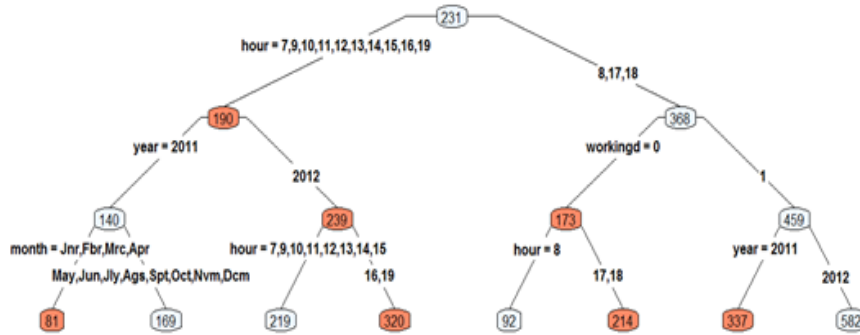 231
hour = 7,9,10,11,12,13,14,15,16,19
8,17,18
190
368
year = 2011
workingd = 0
2012
1
140
239
173
459
month = Jnr,Fbr,Mrc,Apr
hour = 7,9,10,11,12,13,14,15
hour = 8
year = 2011
May,Jun,Jly,Ags,Spt,Oct,Nvm,Dcm
16,19
17,18
2012
81
169
219
320
92
214
337
582